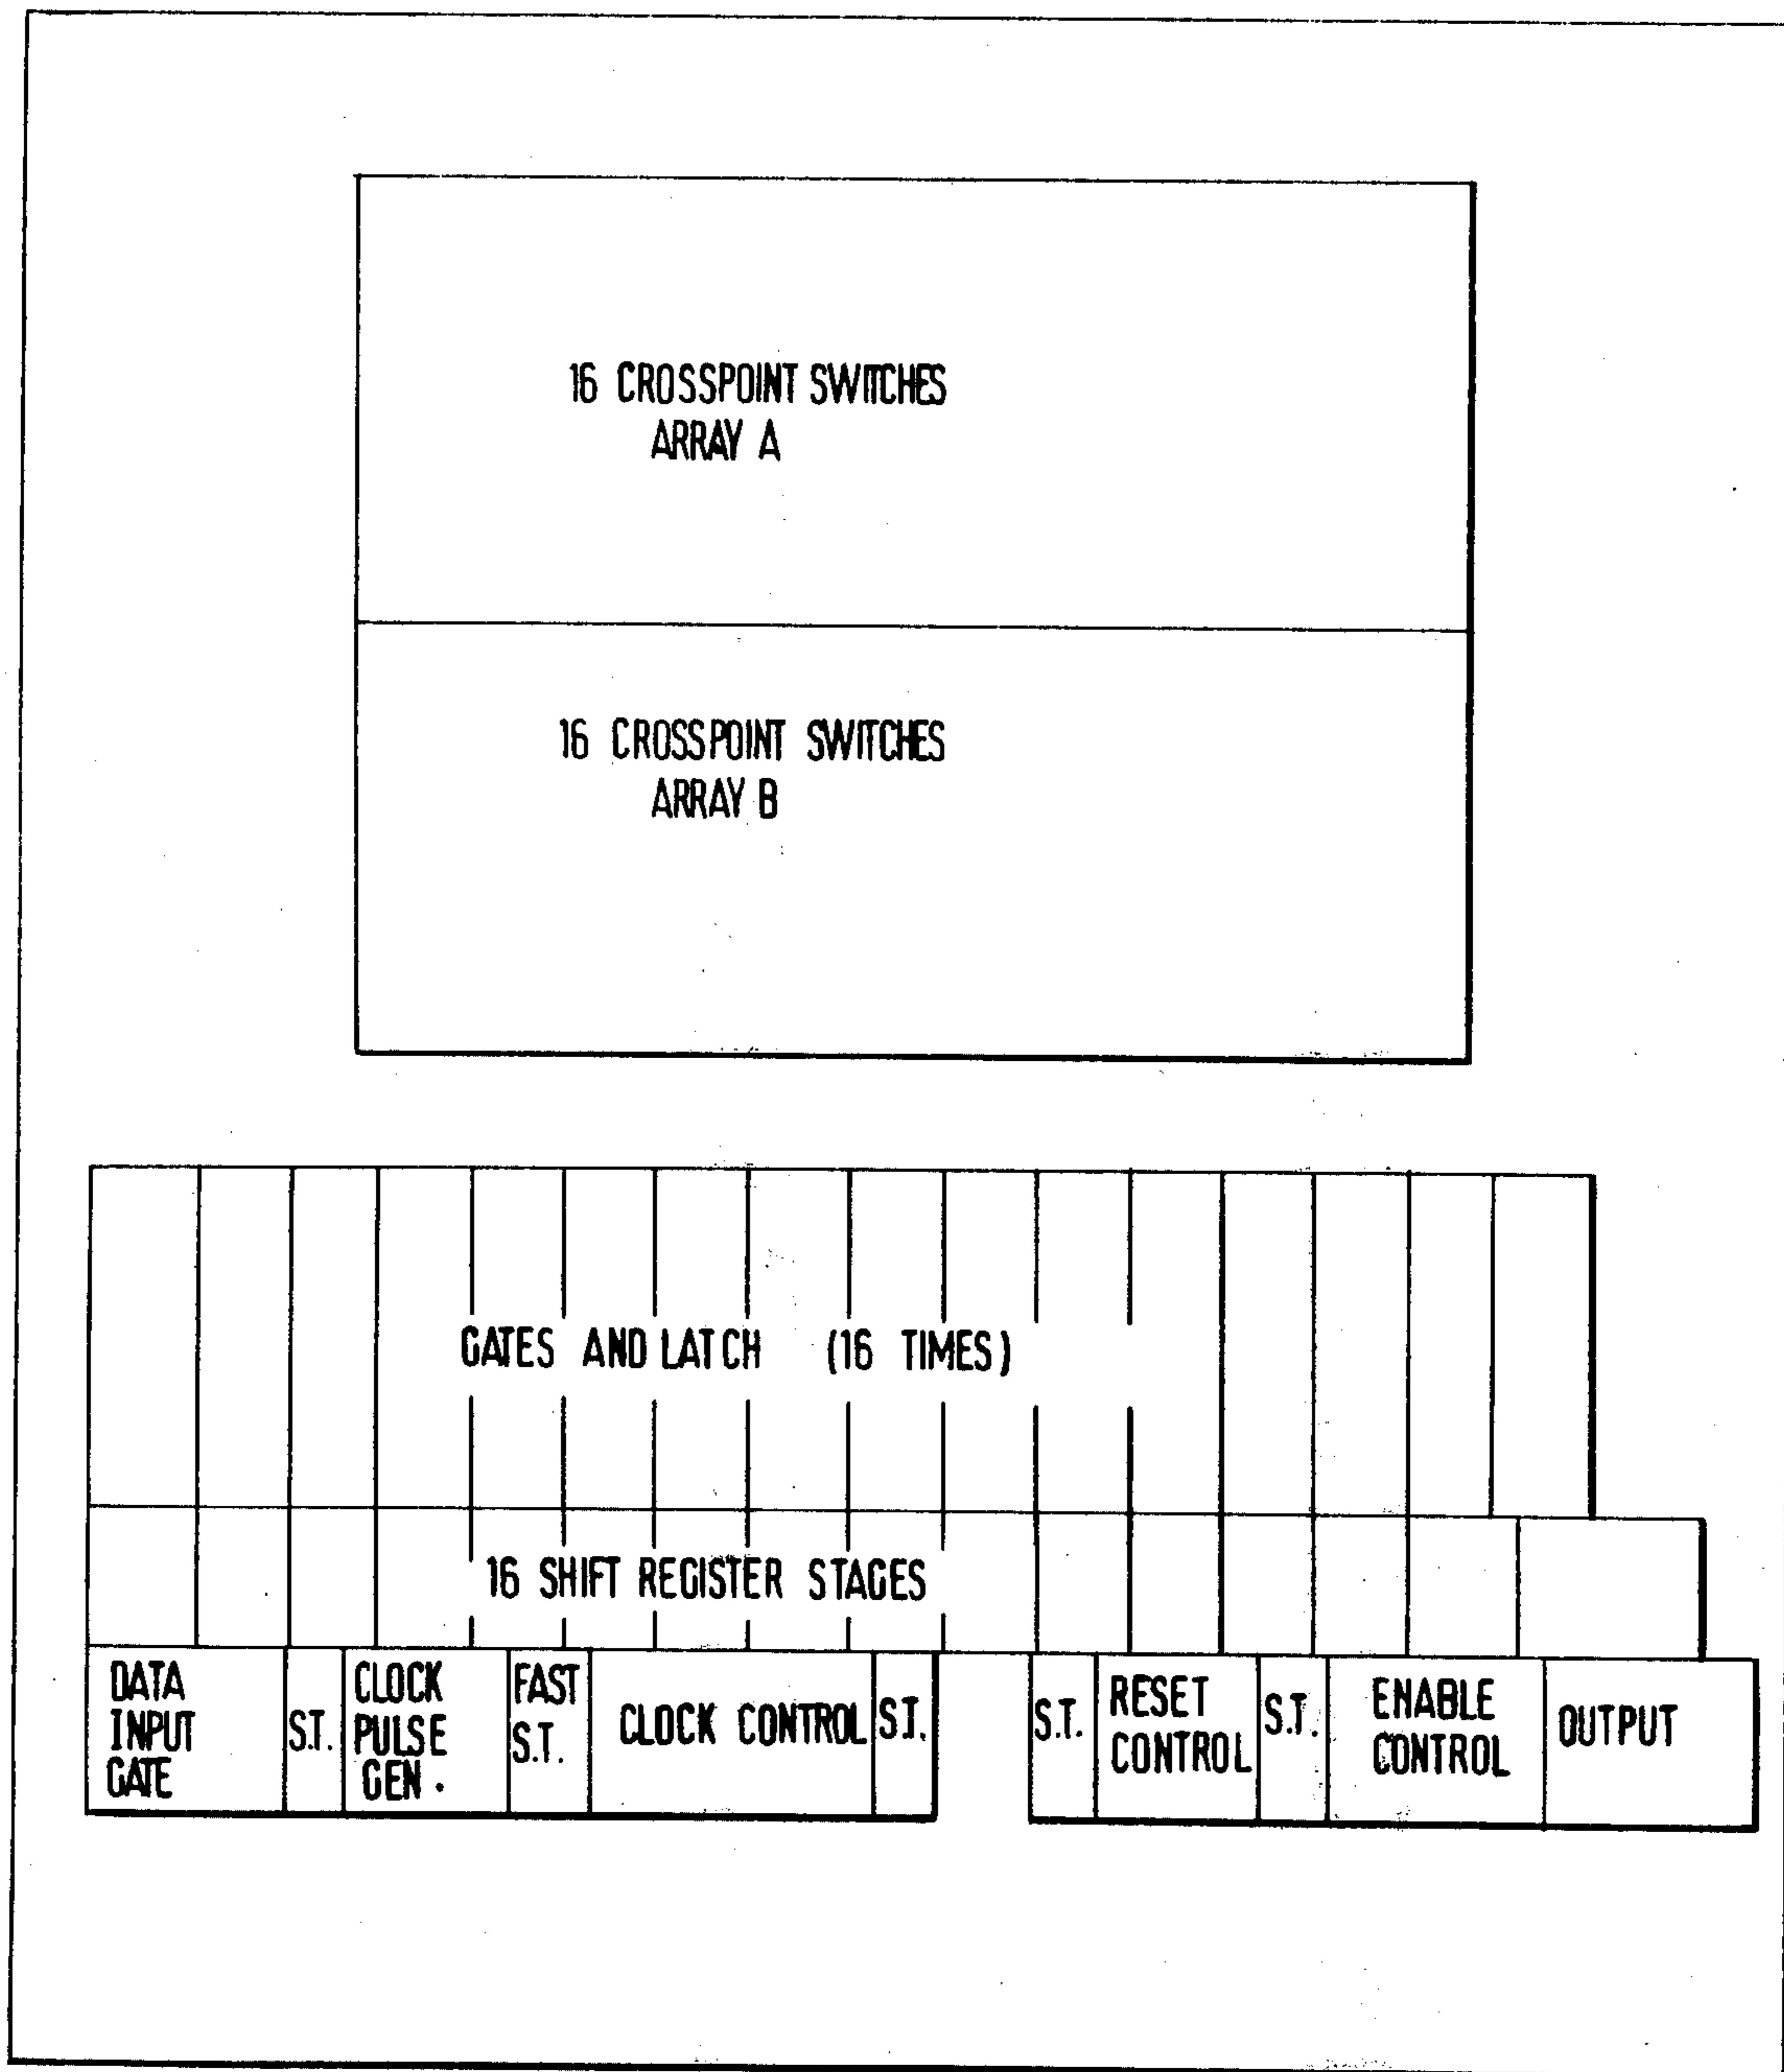 16 CROSSPOINT SWITCHES
ARRAY A
16 CROSSPOINT SWITCHES
ARRAY B
GATES AND LATCH (16 TIMES)
16 SHIFT REGISTER STAGES
DATA
INPUT
GATE
S.T.
CLOCK
PULSE
GEN.
FAST
S.T.
CLOCK CONTROL
S.T.
S.T.
RESET
CONTROL
S.T.
ENABLE
CONTROL
OUTPUT